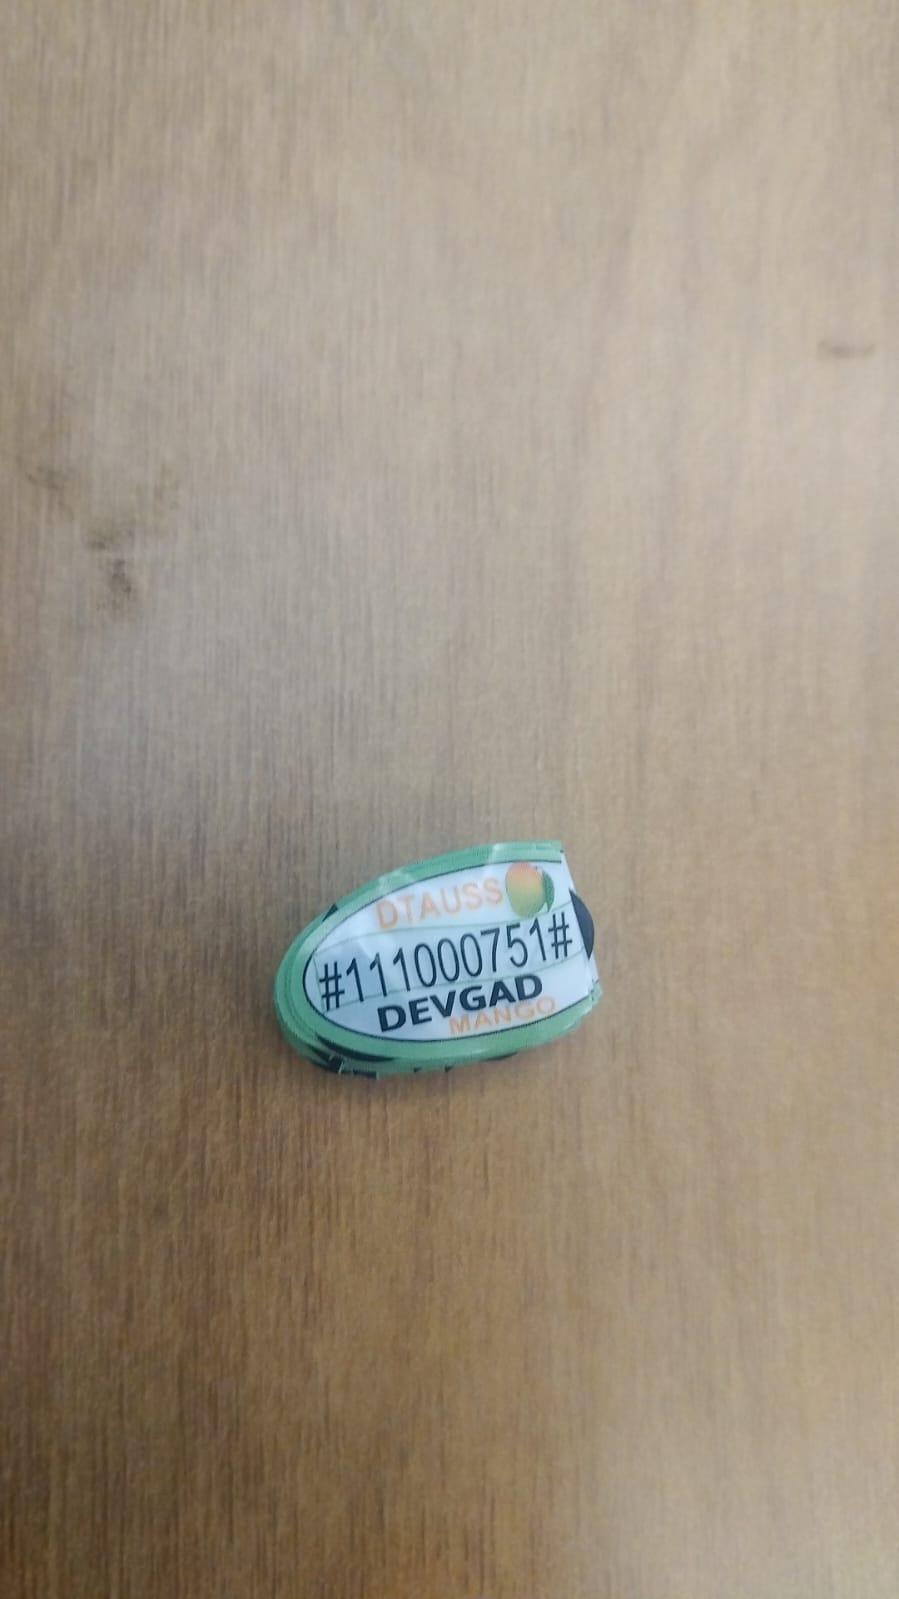 DTAUSS
#111000751#
DEVGAD
MANGO